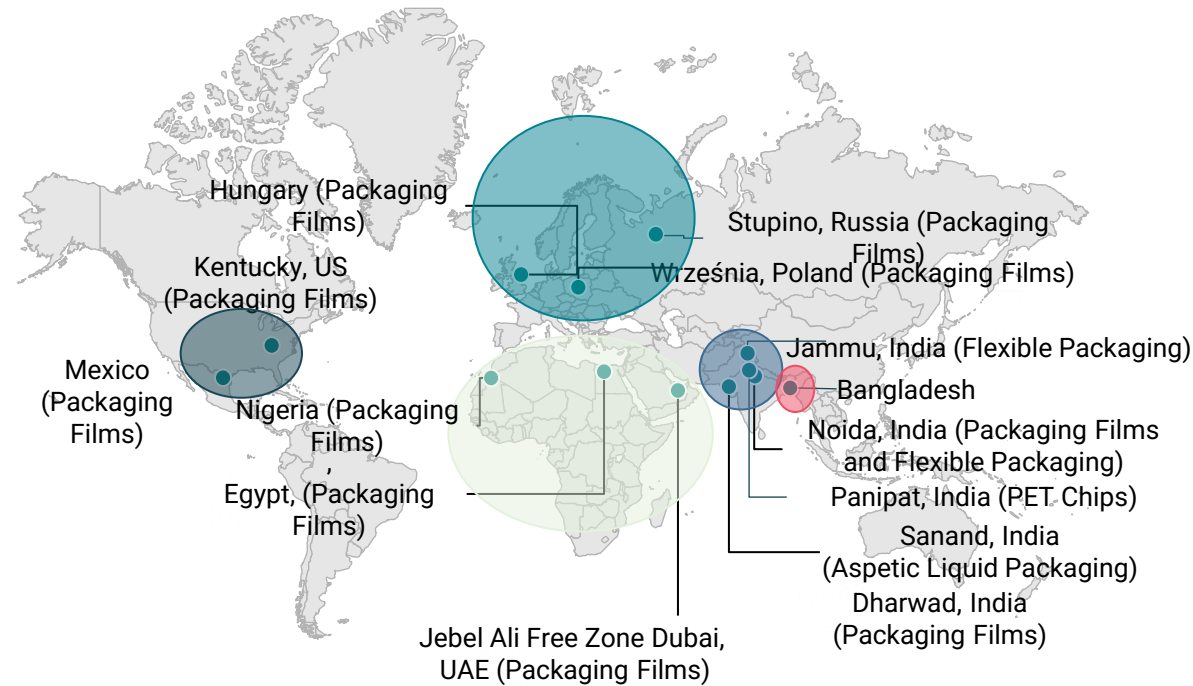 Hungary (Packaging
Films)
Stupino, Russia (Packaging
Films)
Września, Poland (Packaging Films)
Kentucky, US
(Packaging Films)
Mexico
(Packaging
Films)
Jammu, India (Flexible Packaging)
Bangladesh
Nigeria (Packaging
Films)
,
Egypt, (Packaging
Films)
Noida, India (Packaging Films
and Flexible Packaging)
Panipat, India (PET Chips)
Sanand, India
(Aspetic Liquid Packaging)
Dharwad, India
(Packaging Films)
Jebel Ali Free Zone Dubai,
UAE (Packaging Films)